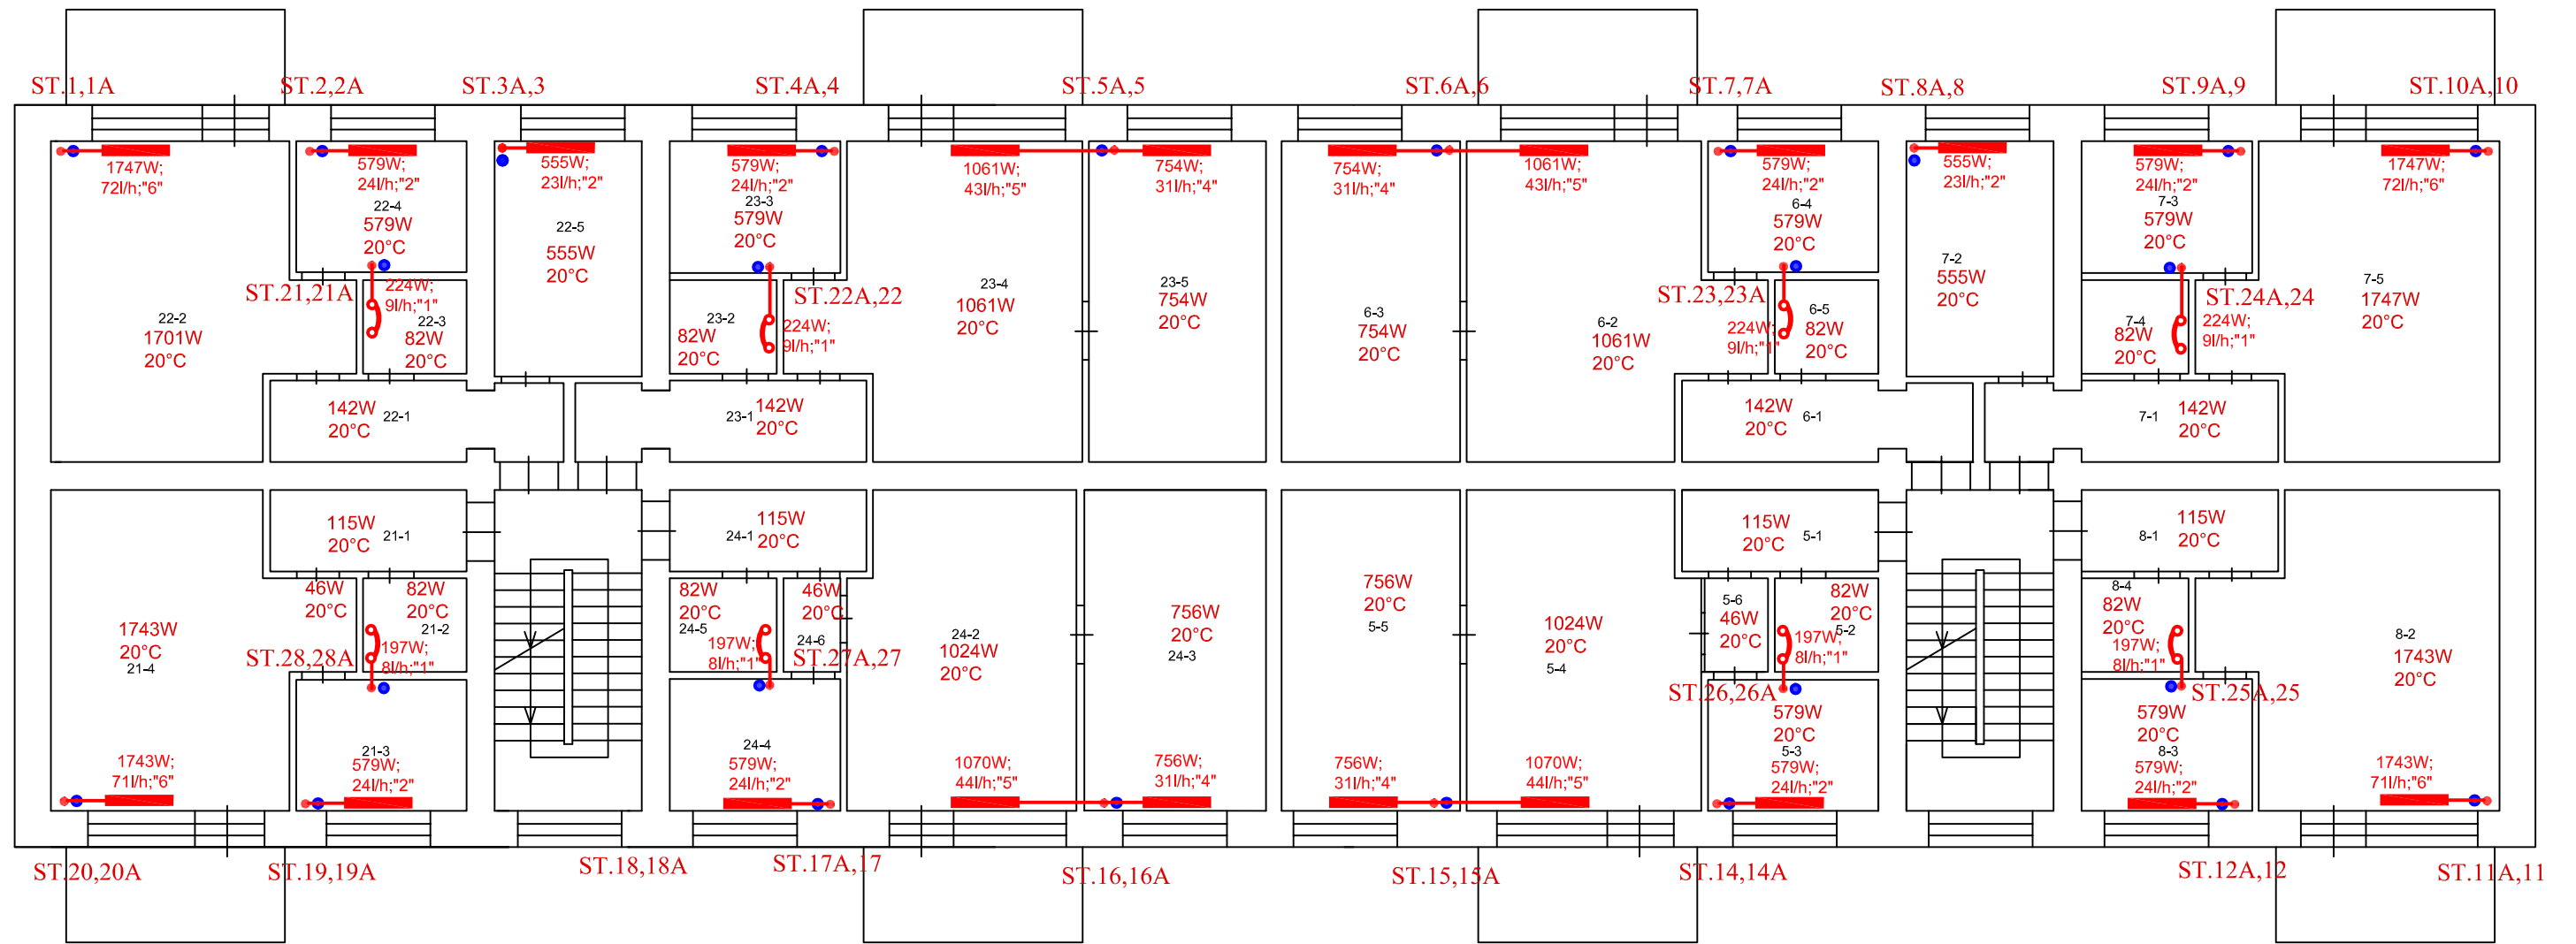 ST.1,1A
ST.2,2A
ST.3A,3
ST.4A,4
ST.5A,5
ST.6A,6
ST.7,7A
ST.8A,8
ST.9A,9
ST.10A,10
1747W;
72l/h;"6"
579W;
24l/h;"2"
22-4
579W
20°C
555W;
23l/h;"2"
22-5
555W
20°C
579W;
24l/h;"2"
23-3
579W
20°C
1061W;
43l/h;"5"
23-4
1061W
20°C
754W;
31l/h;"4"
23-5
754W
20°C
754W;
31l/h;"4"
6-3
754W
20°C
1061W;
43l/h;"5"
6-2
1061W
20°C
579W;
24l/h;"2"
6-4
579W
20°C
555W;
23l/h;"2"
7-2
555W
20°C
579W;
24l/h;"2"
7-3
579W
20°C
1747W;
72l/h;"6"
7-5
1747W
20°C
ST.21,21A
224W;
9l/h;"1"
22-3
82W
20°C
22-2
1701W
20°C
ST.22A,22
23-2
82W
20°C
224W;
9l/h;"1"
ST.23,23A
224W;
9l/h;"1"
6-5
82W
20°C
ST.24A,24
7-4
82W
20°C
224W;
9l/h;"1"
142W
20°C
22-1
23-1
142W
20°C
142W
20°C
6-1
7-1
142W
20°C
115W
20°C
21-1
24-1
115W
20°C
115W
20°C
5-1
8-1
115W
20°C
1743W
20°C
21-4
46W
20°C
82W
20°C
21-2
197W;
8l/h;"1"
ST.28,28A
82W
20°C
24-5
197W;
8l/h;"1"
46W
20°C
24-6
ST.27A,27
24-2
1024W
20°C
756W
20°C
24-3
756W
20°C
5-5
1024W
20°C
5-4
5-6
46W
20°C
82W
20°C
5-2
197W;
8l/h;"1"
ST.26,26A
8-4
82W
20°C
197W;
8l/h;"1"
ST.25A,25
8-2
1743W
20°C
1743W;
71l/h;"6"
21-3
579W;
24l/h;"2"
24-4
579W;
24l/h;"2"
1070W;
44l/h;"5"
756W;
31l/h;"4"
756W;
31l/h;"4"
1070W;
44l/h;"5"
579W
20°C
5-3
579W;
24l/h;"2"
579W
20°C
8-3
579W;
24l/h;"2"
1743W;
71l/h;"6"
ST.20,20A
ST.19,19A
ST.18,18A
ST.17A,17
ST.16,16A
ST.15,15A
ST.14,14A
ST.12A,12
ST.11A,11